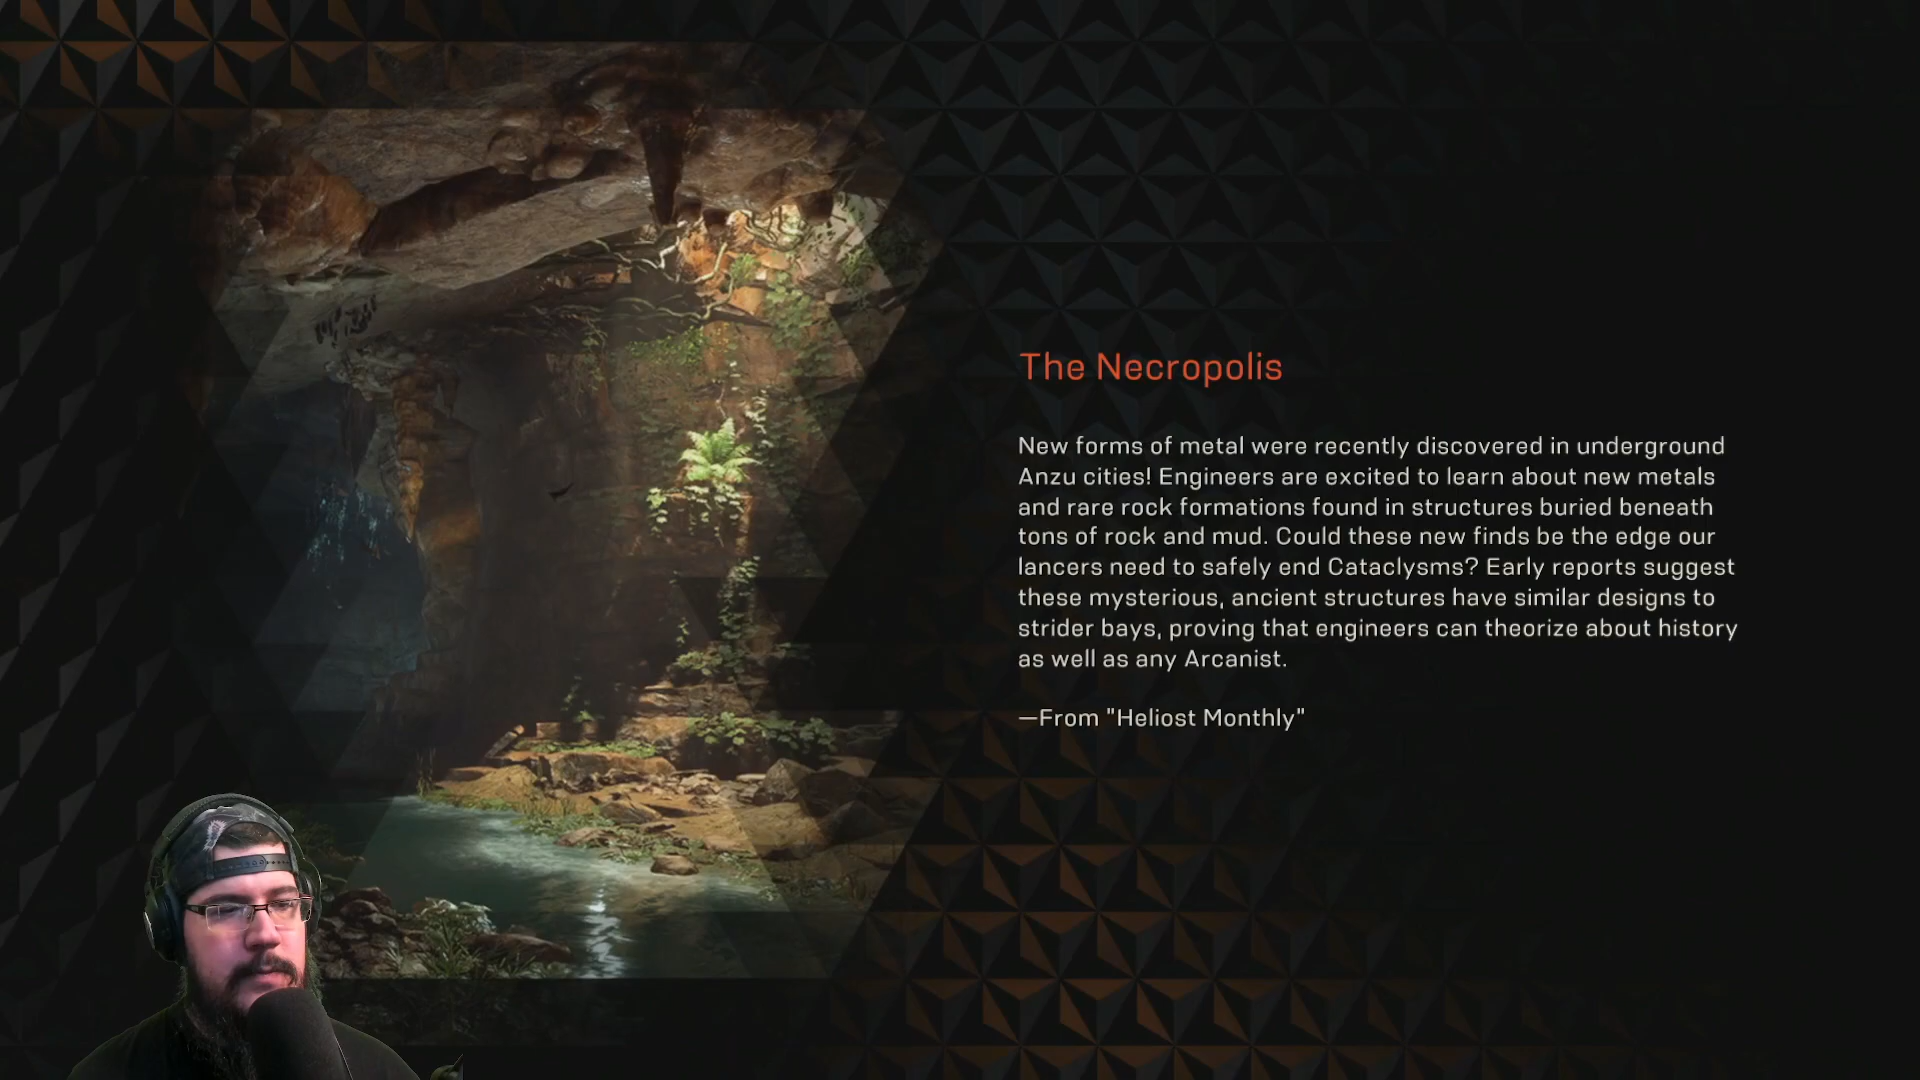 The Necropolis
New forms of metal were recently discovered in underground
Anzu cities! Engineers are excited to learn about new metals
and rare rock formations found in structures buried beneath
tons of rock and mud. Could these new finds be the edge our
lancers need to safely end Cataclysms? Early reports suggest
these mysterious, ancient structures have similar designs to
strider bays, proving that engineers can theorize about history
as well as any Arcanist.
—From "Heliost Monthly"